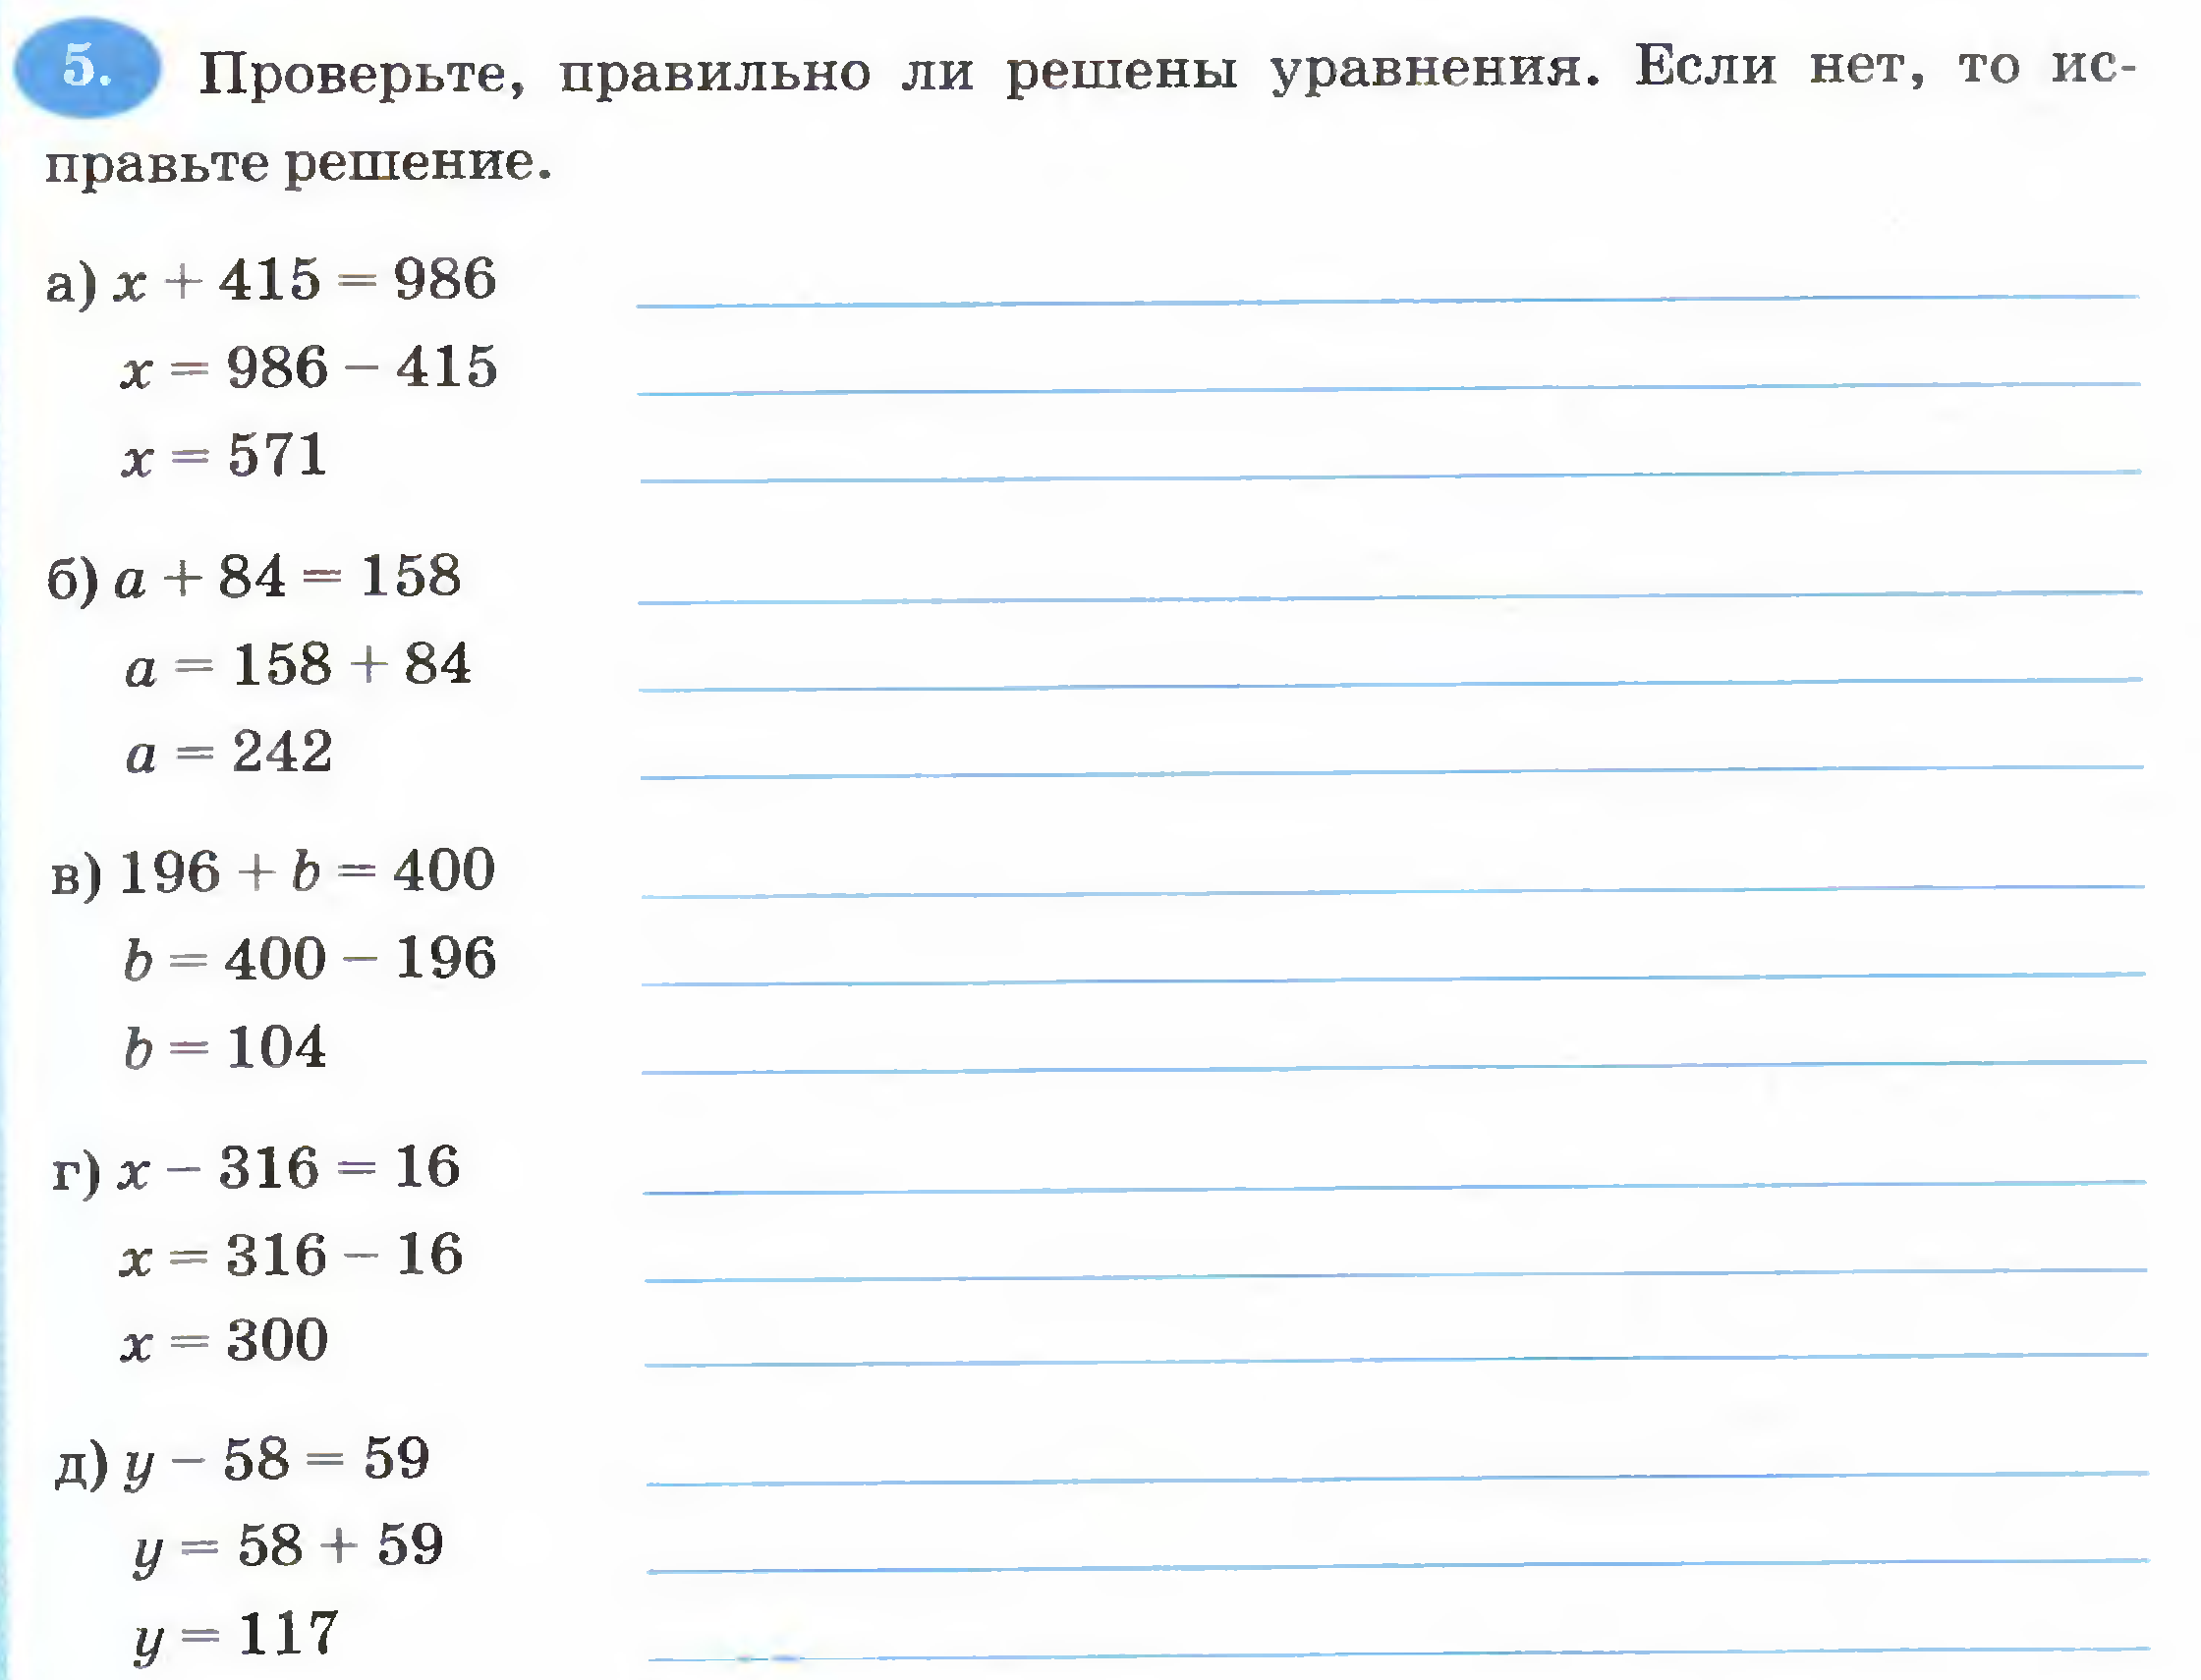 5. Проверьте, правильно ли решены уравнения. Если нет, то ис-
правьте решение.
а) x + 415 = 986
x = 986 − 415
x = 571
б) a + 84 = 158
a = 158 + 84
a = 242
в) 196 + b = 400
b = 400 − 196
b = 104
г) x − 316 = 16
x = 316 − 16
x = 300
д) y − 58 = 59
y = 58 + 59
y = 117